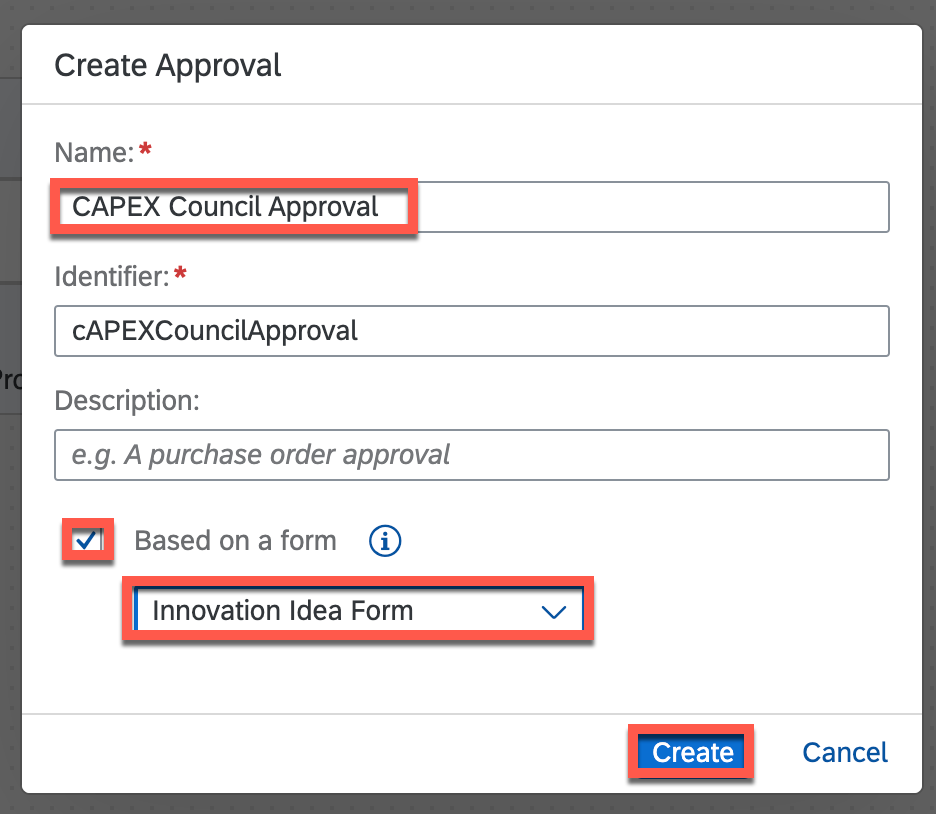 Create Approval
Name: *
CAPEX Council Approval
Identifier: *
cAPEXCouncilApproval
Description:
e.g. A purchase order approval
Based on a form
Innovation Idea Form
Create Cancel